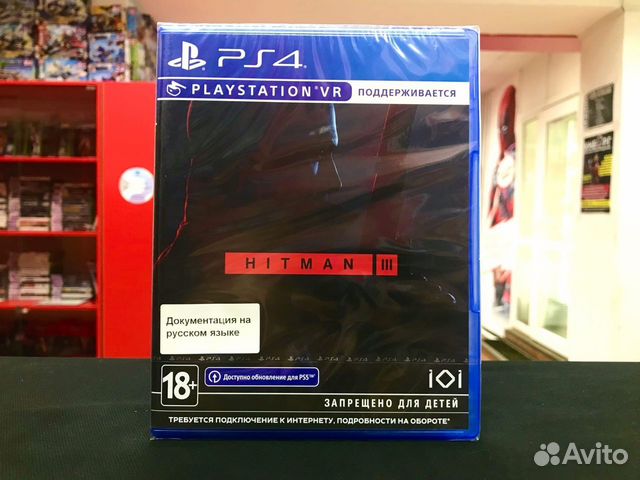 PS4
PLAYSTATION®VR ПОДДЕРЖИВАЕТСЯ
HITMAN III
Документация на
русском языке
18+
Доступно обновление для PS5™
IOI
ЗАПРЕЩЕНО ДЛЯ ДЕТЕЙ
ТРЕБУЕТСЯ ПОДКЛЮЧЕНИЕ К ИНТЕРНЕТУ, ПОДРОБНОСТИ НА ОБОРОТЕ*
Avito